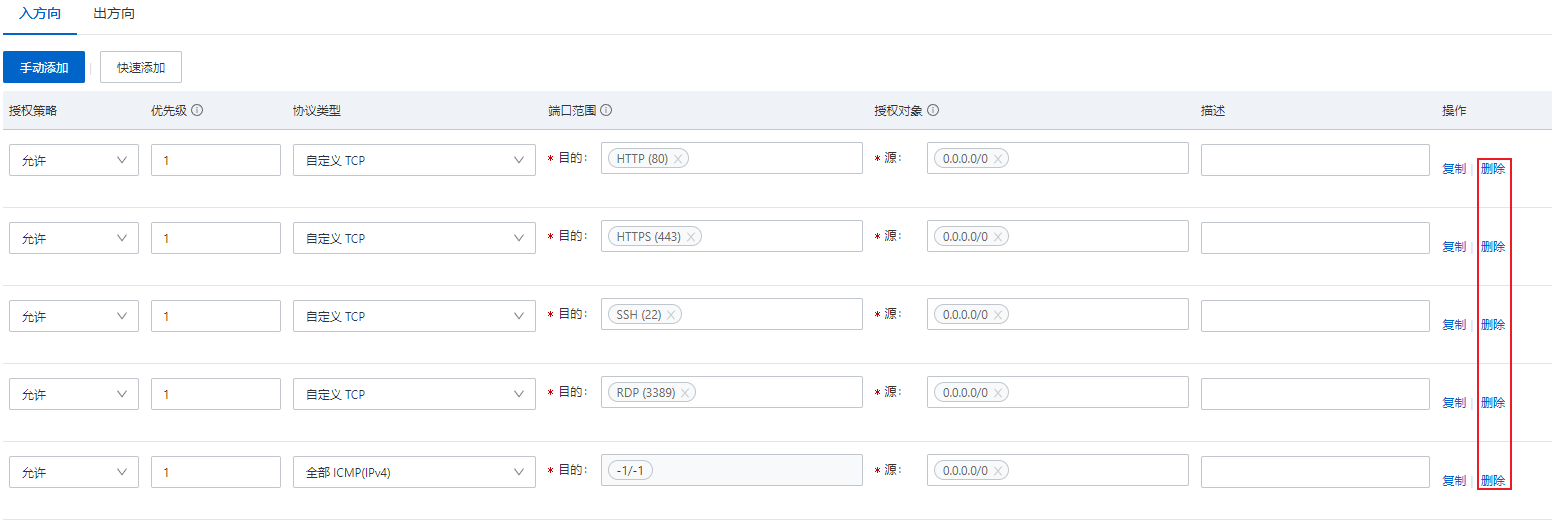 入方向 出方向
手动添加 快速添加
授权策略 优先级 协议类型 端口范围 授权对象 描述 操作
允许 1 自定义 TCP * 目的: HTTP (80) * 源: 0.0.0.0/0 复制 删除
允许 1 自定义 TCP * 目的: HTTPS (443) * 源: 0.0.0.0/0 复制 删除
允许 1 自定义 TCP * 目的: SSH (22) * 源: 0.0.0.0/0 复制 删除
允许 1 自定义 TCP * 目的: RDP (3389) * 源: 0.0.0.0/0 复制 删除
允许 1 全部 ICMP(IPv4) * 目的: -1/-1 * 源: 0.0.0.0/0 复制 删除